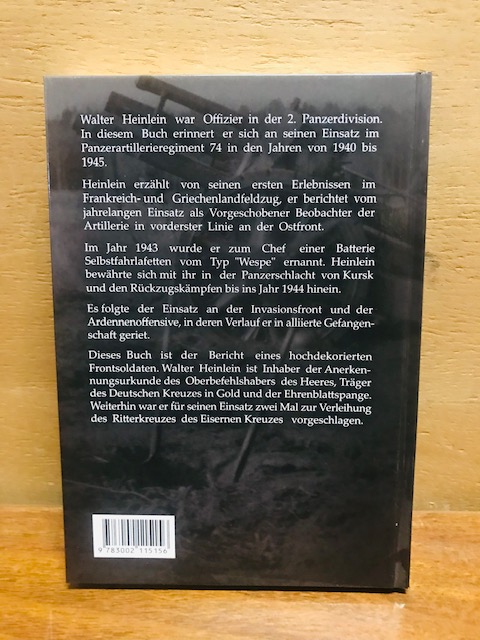 Walter Heinlein war Offizier in der 2. Panzerdivision.
In diesem Buch erinnert er sich an seinen Einsatz im
Panzerartillerieregiment 74 in den Jahren von 1940 bis
1945.
Heinlein erzählt von seinen ersten Erlebnissen im
Frankreich- und Griechenlandfeldzug, er berichtet vom
jahrelangen Einsatz als Vorgeschobener Beobachter der
Artillerie in vorderster Linie an der Ostfront.
Im Jahr 1943 wurde er zum Chef einer Batterie
Selbstfahrlafetten vom Typ "Wespe" ernannt. Heinlein
bewährte sich mit ihr in der Panzerschlacht von Kursk
und den Rückzugskämpfen bis ins Jahr 1944 hinein.
Es folgte der Einsatz an der Invasionsfront und der
Ardennenoffensive, in deren Verlauf er in alliierte Gefangen-
schaft geriet.
Dieses Buch ist der Bericht eines hochdekorierten
Frontsoldaten. Walter Heinlein ist Inhaber der Anerken-
nungsurkunde des Oberbefehlshabers des Heeres, Träger
des Deutschen Kreuzes in Gold und der Ehrenblattspange.
Weiterhin war er für seinen Einsatz zwei Mal zur Verleihung
des Ritterkreuzes des Eisernen Kreuzes vorgeschlagen.
9 783002 115156